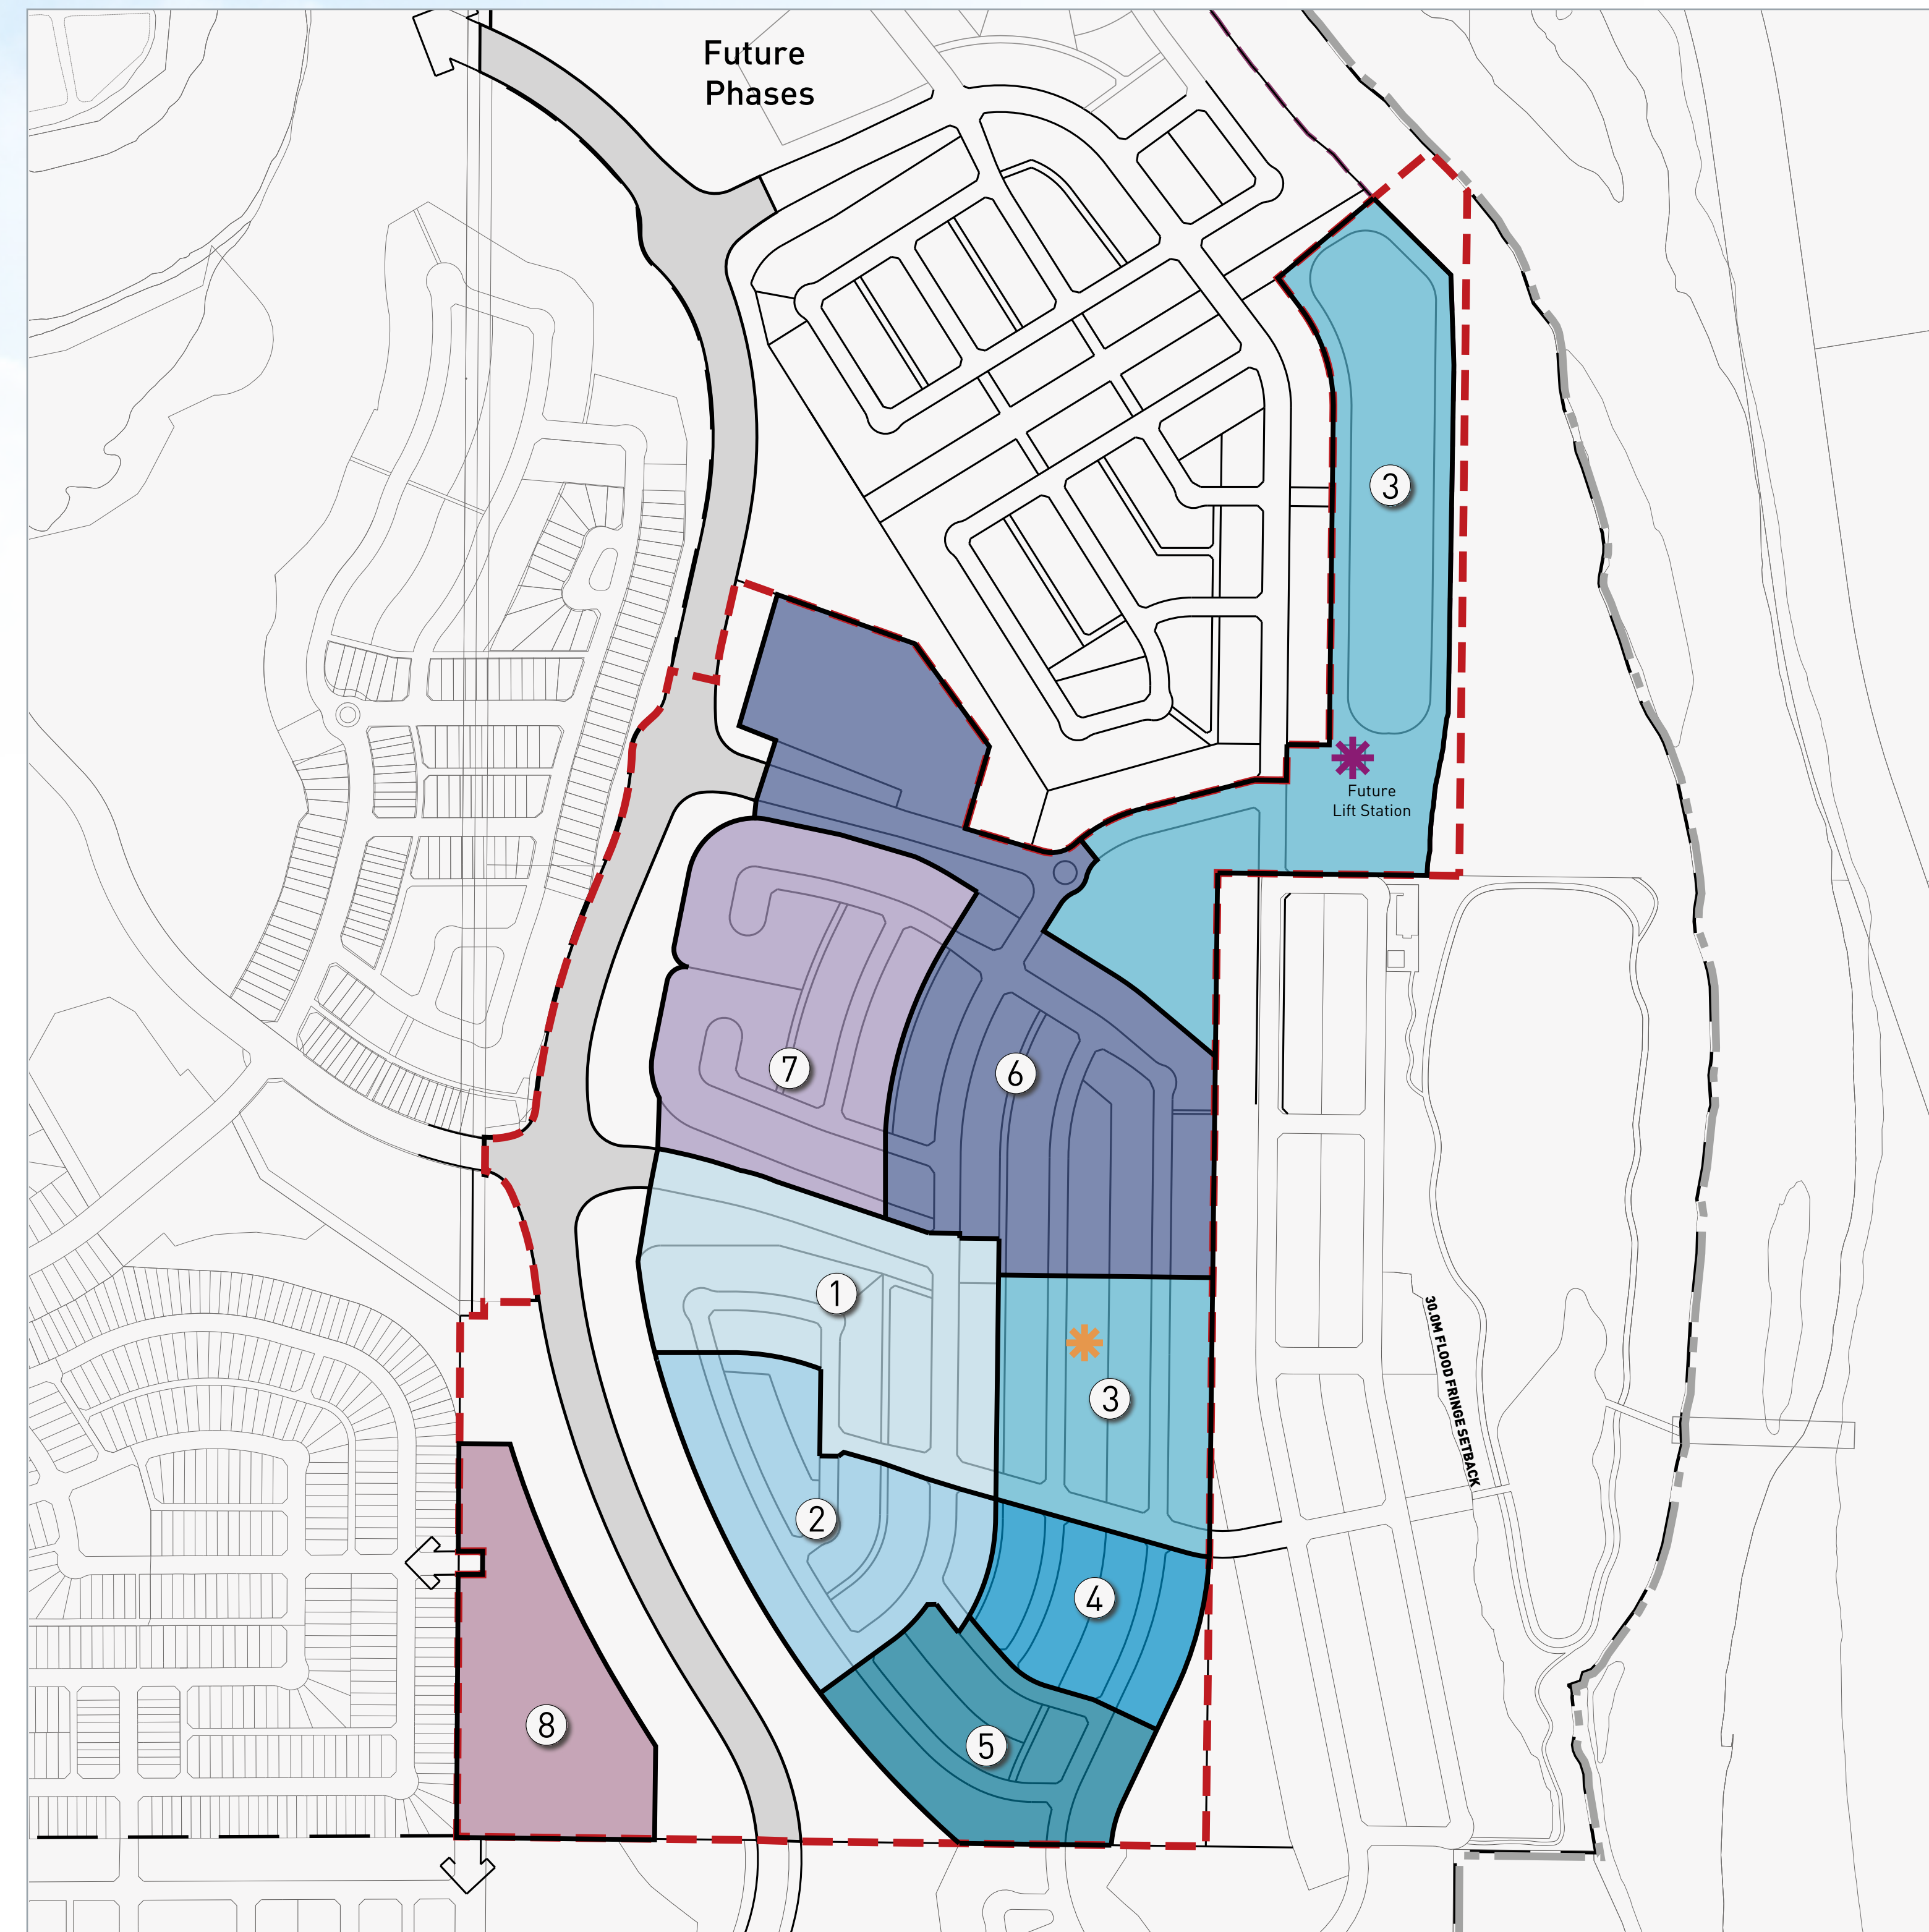 Future
Phases
3
Future
Lift Station
7
6
1
3
30.0M FLOOD FRINGE SETBACK
2
4
8
5